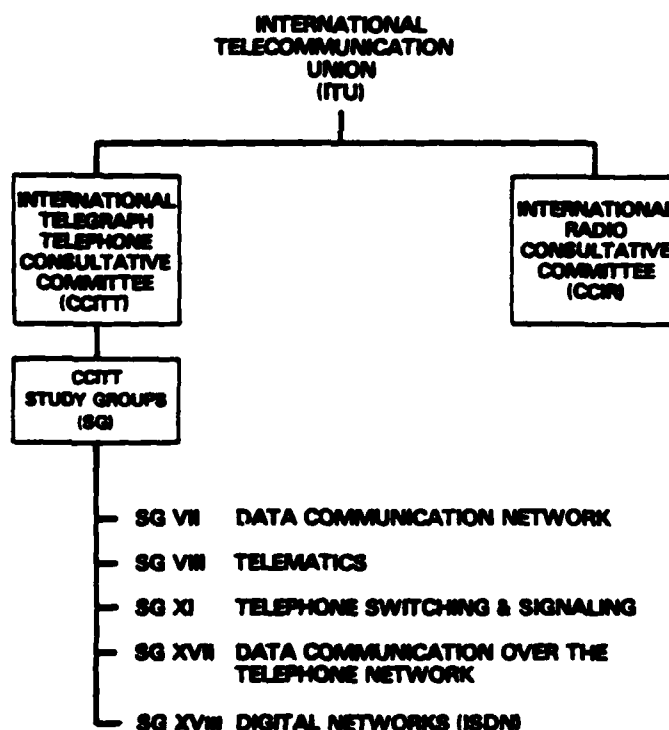 INTERNATIONAL
TELECOMMUNICATION
UNION
(ITU)
INTERNATIONAL
TELEGRAPH
TELEPHONE
CONSULTATIVE
COMMITTEE
(CCITT)
INTERNATIONAL
RADIO
CONSULTATIVE
COMMITTEE
(CCIR)
CCITT
STUDY GROUPS
(SG)
SG VII DATA COMMUNICATION NETWORK
SG VIII TELEMATICS
SG XI TELEPHONE SWITCHING & SIGNALING
SG XVII DATA COMMUNICATION OVER THE
TELEPHONE NETWORK
SG XVIII DIGITAL NETWORKS (ISDN)